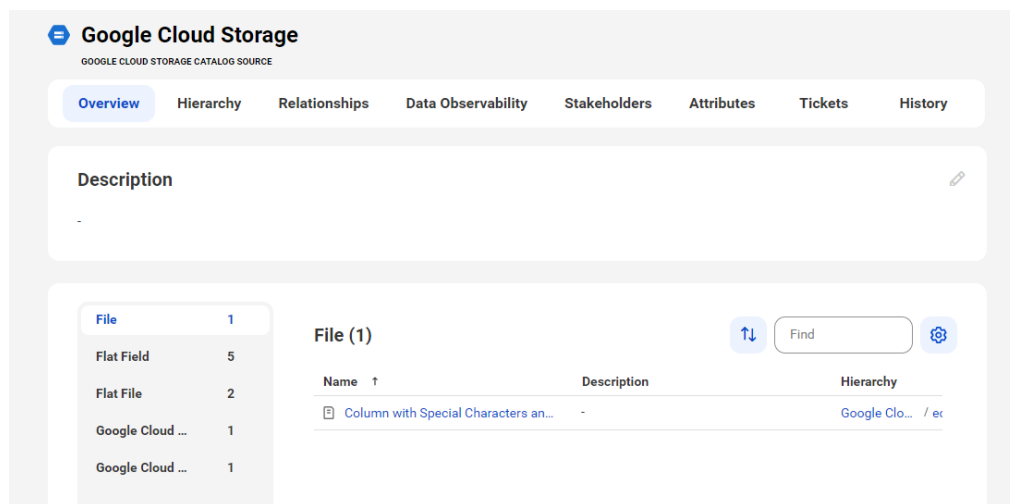 Google Cloud Storage
GOOGLE CLOUD STORAGE CATALOG SOURCE
Overview Hierarchy Relationships Data Observability Stakeholders Attributes Tickets History
Description
-
File 1
Flat Field 5
Flat File 2
Google Cloud ... 1
Google Cloud ... 1
File (1)
Find
Name ↑ Description Hierarchy
Column with Special Characters an... - Google Clo... / ec